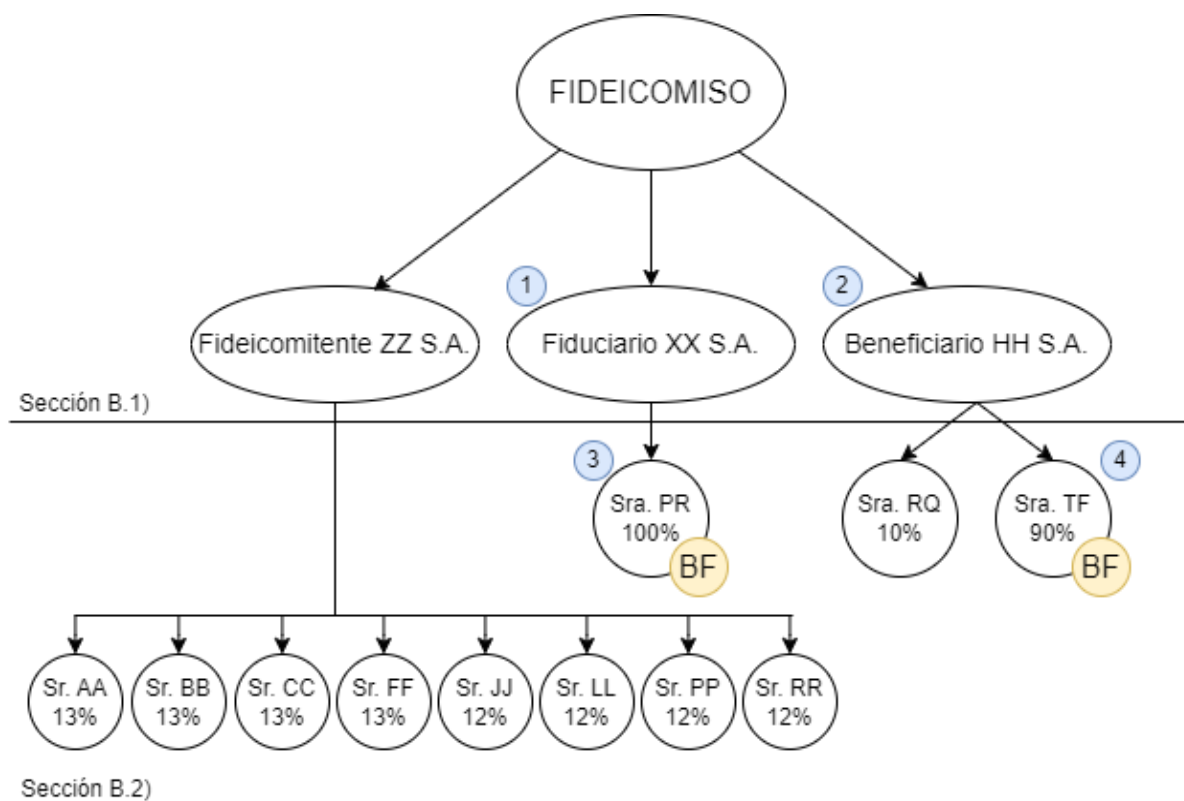 FIDEICOMISO
1
2
Fideicomitente ZZ S.A.
Fiduciario XX S.A.
Beneficiario HH S.A.
Sección B.1)
3
4
Sra. PR
100%
BF
Sra. RQ
10%
Sra. TF
90%
BF
Sr. AA
13%
Sr. BB
13%
Sr. CC
13%
Sr. FF
13%
Sr. JJ
12%
Sr. LL
12%
Sr. PP
12%
Sr. RR
12%
Sección B.2)